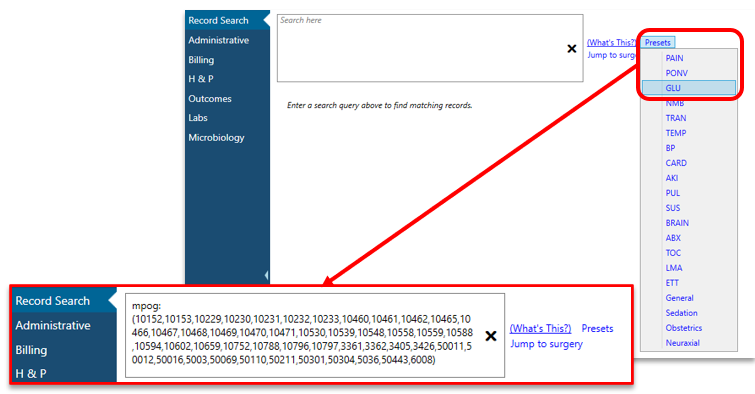 Record Search
Administrative
Billing
H & P
Outcomes
Labs
Microbiology
Search here
(What's This?)
Jump to surge
Enter a search query above to find matching records.
Presets
PAIN
PONV
GLU
NMB
TRAN
TEMP
BP
CARD
AKI
PUL
SUS
BRAIN
ABX
TOC
LMA
ETT
General
Sedation
Obstetrics
Neuraxial
Record Search
Administrative
Billing
H & P
mpog:
(10152,10153,10229,10230,10231,10232,10233,10460,10461,10462,10465,10
466,10467,10468,10469,10470,10471,10530,10539,10548,10558,10559,10588
,10594,10602,10659,10752,10788,10796,10797,3361,3362,3405,3426,50011,5
0012,50016,5003,50069,50110,50211,50301,50304,5036,50443,6008)
(What's This?) Presets
Jump to surgery